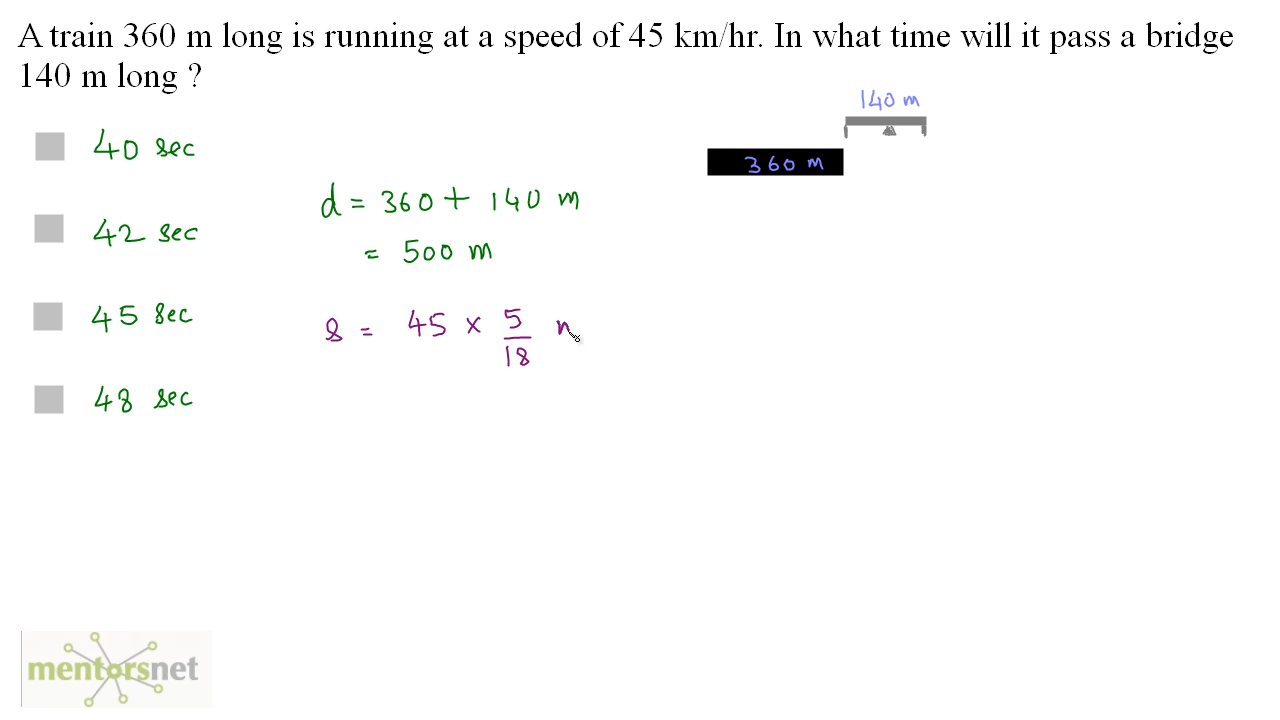 A train 360 m long is running at a speed of 45 km/hr. In what time will it pass a bridge
140 m long ?
140 m
360 m
40 sec
d = 360 + 140 m
42 sec
= 500 m
45 sec
s = 45 × 5/18
48 sec
mentorsnet